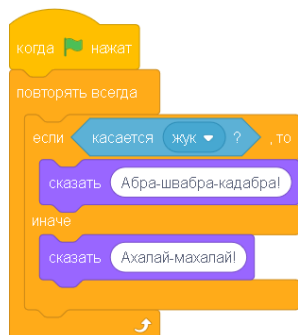 когда нажат
повторять всегда
если касается жук ? , то
сказать Абра-швабра-кадабра!
иначе
сказать Ахалай-махалай!